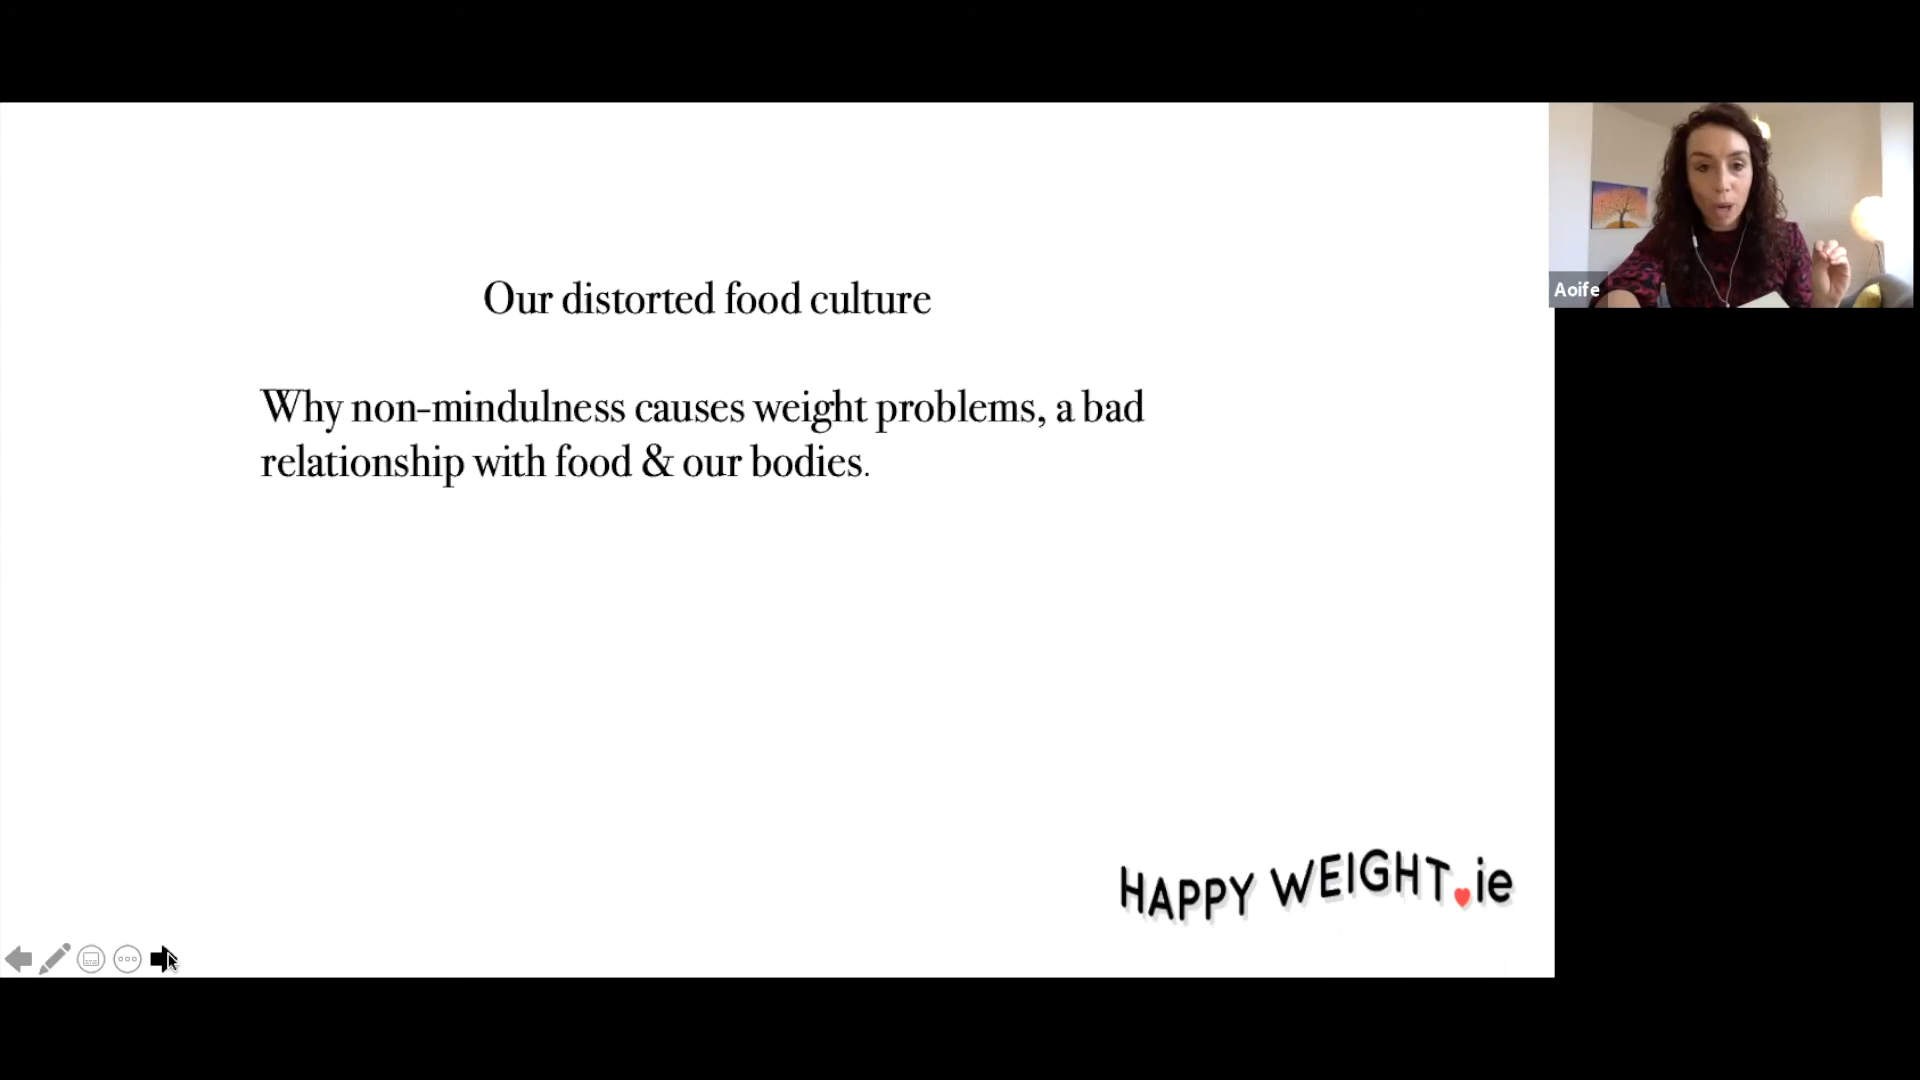 Our distorted food culture
Why non-mindulness causes weight problems, a bad
relationship with food & our bodies.
Aoife
HAPPY WEIGHT.ie